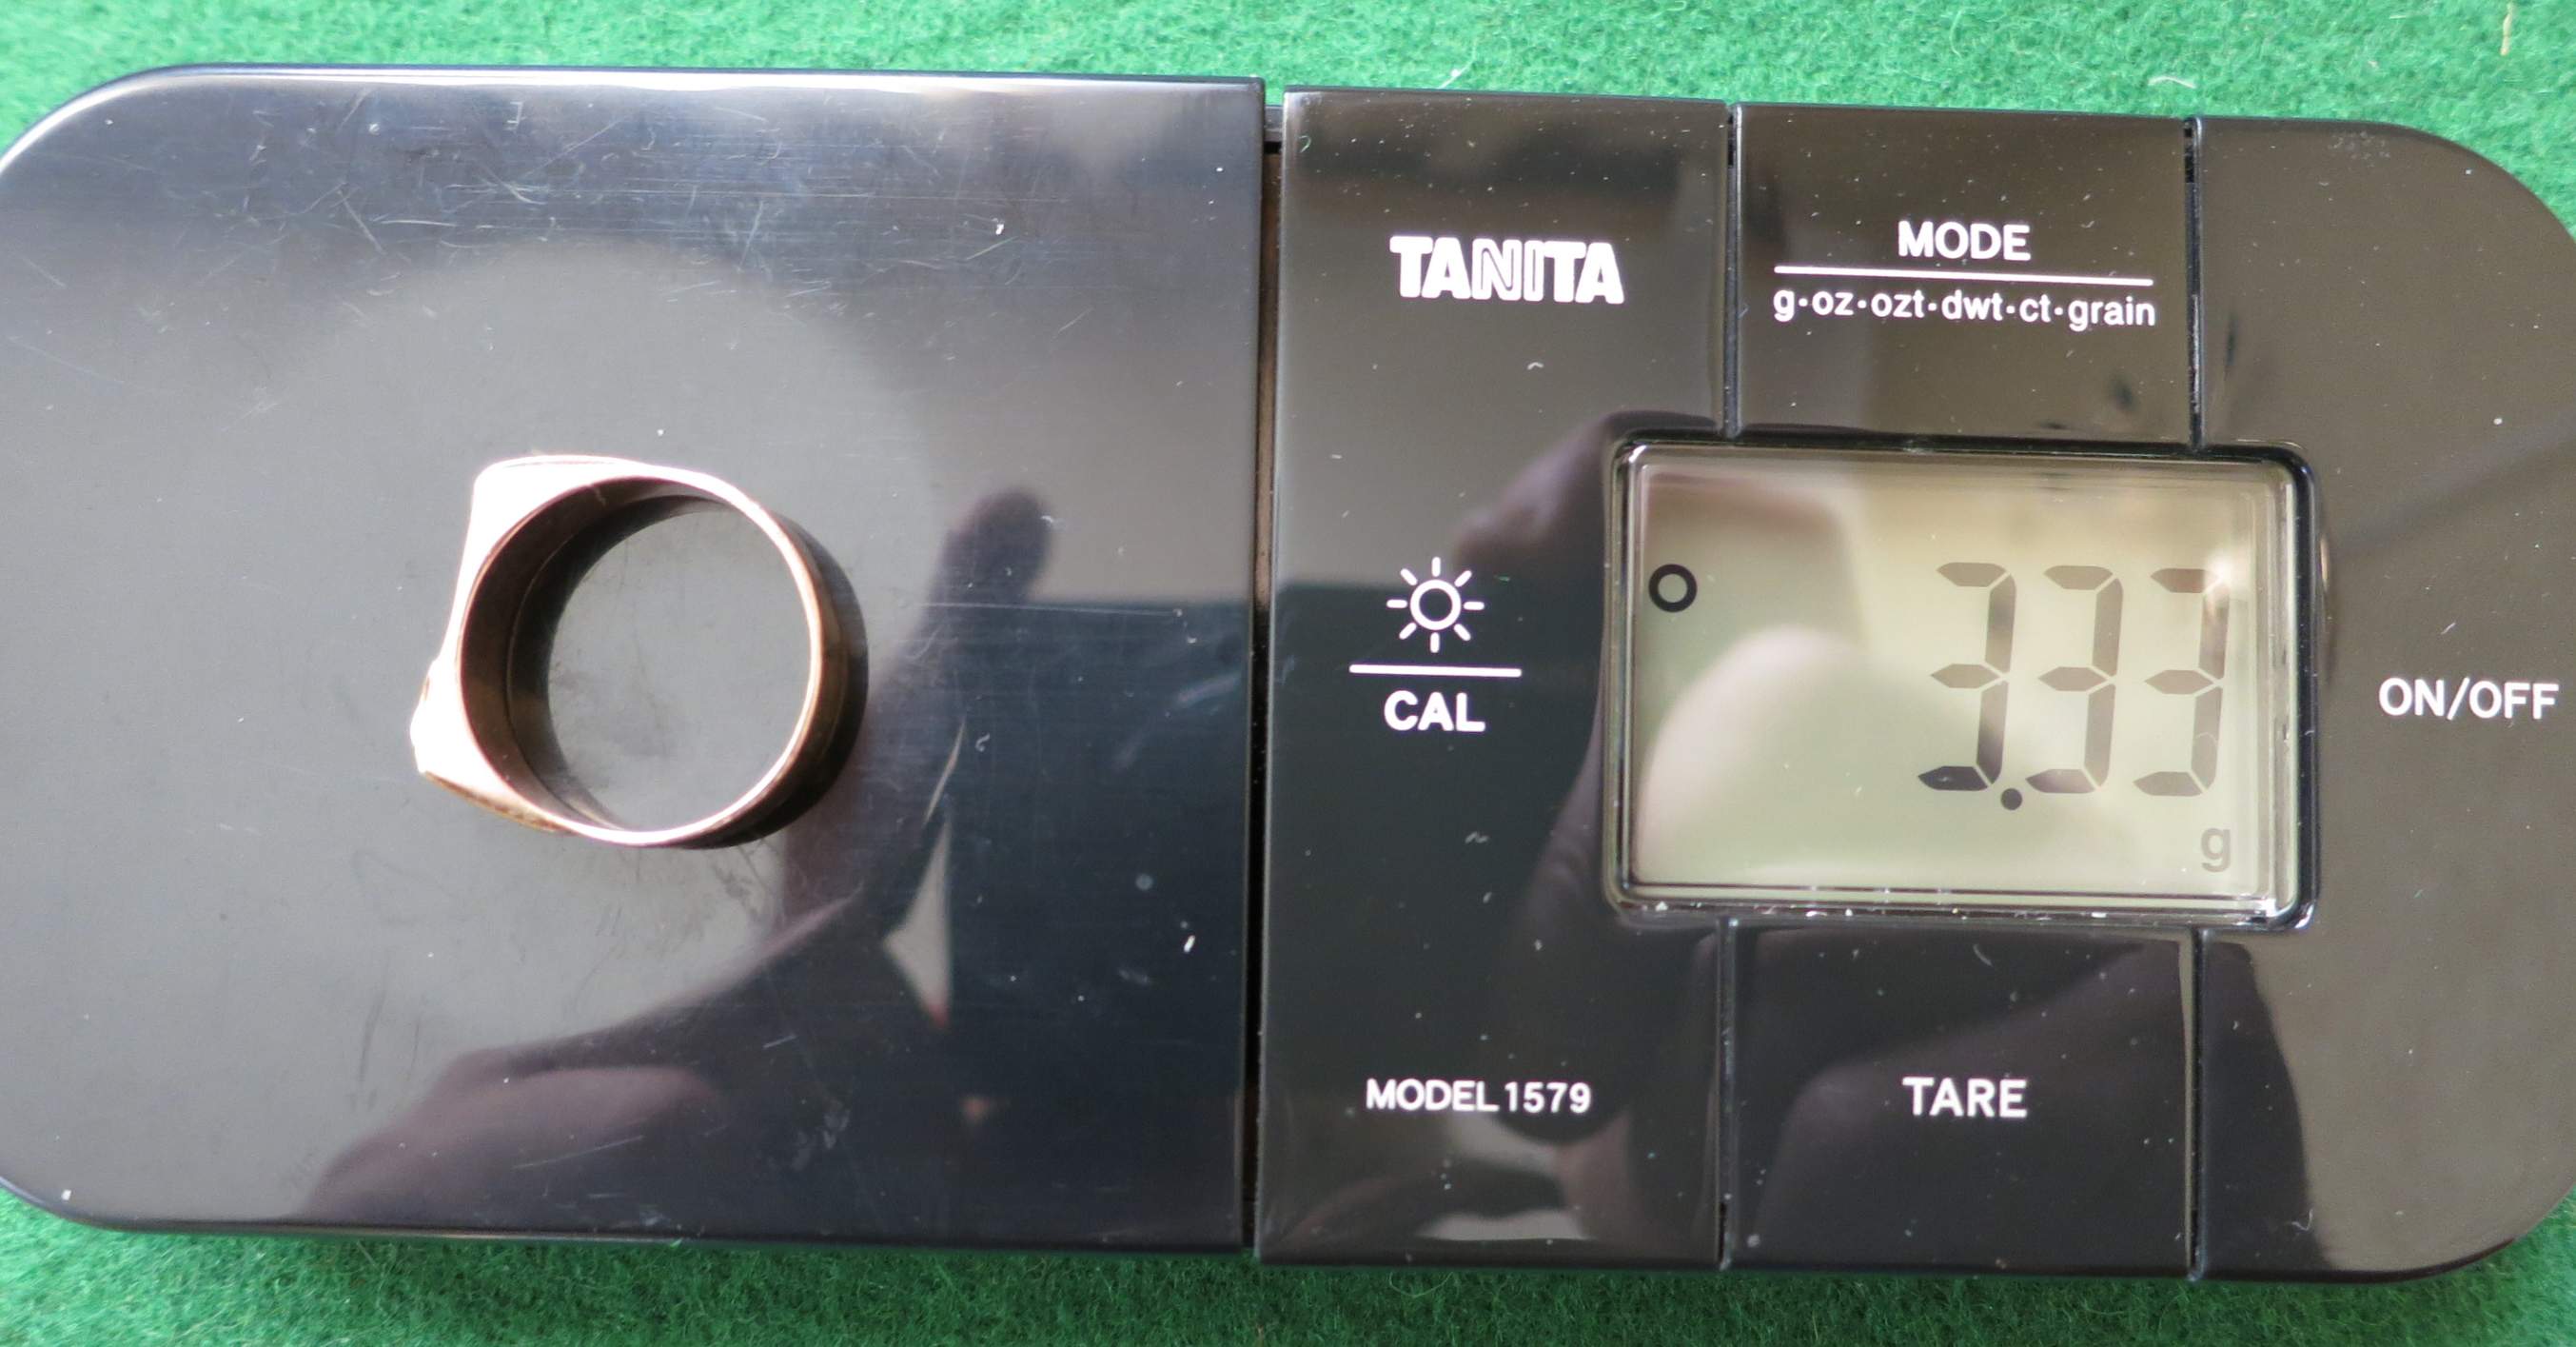 TANITA
MODE
g·oz·ozt·dwt·ct·grain
CAL
3.33
g
ON/OFF
MODEL 1579
TARE